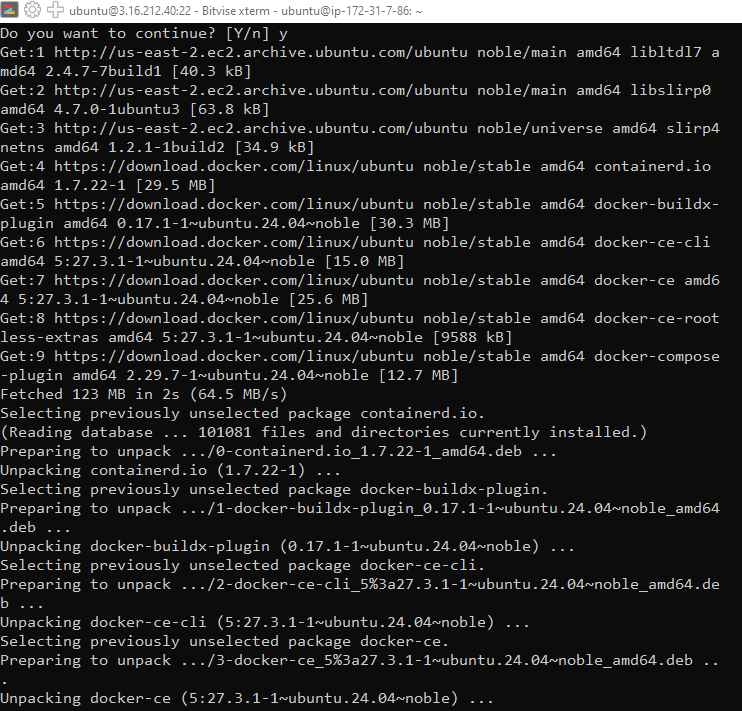 ubuntu@3.16.212.40:22 - Bitvise xterm - ubuntu@ip-172-31-7-86: ~
Do you want to continue? [Y/n] y
Get:1 http://us-east-2.ec2.archive.ubuntu.com/ubuntu noble/main amd64 libltdl7 a
md64 2.4.7-7build1 [40.3 kB]
Get:2 http://us-east-2.ec2.archive.ubuntu.com/ubuntu noble/main amd64 libslirp0
amd64 4.7.0-1ubuntu3 [63.8 kB]
Get:3 http://us-east-2.ec2.archive.ubuntu.com/ubuntu noble/universe amd64 slirp4
netns amd64 1.2.1-1build2 [34.9 kB]
Get:4 https://download.docker.com/linux/ubuntu noble/stable amd64 containerd.io
amd64 1.7.22-1 [29.5 MB]
Get:5 https://download.docker.com/linux/ubuntu noble/stable amd64 docker-buildx-
plugin amd64 0.17.1-1~ubuntu.24.04~noble [30.3 MB]
Get:6 https://download.docker.com/linux/ubuntu noble/stable amd64 docker-ce-cli
amd64 5:27.3.1-1~ubuntu.24.04~noble [15.0 MB]
Get:7 https://download.docker.com/linux/ubuntu noble/stable amd64 docker-ce amd6
4 5:27.3.1-1~ubuntu.24.04~noble [25.6 MB]
Get:8 https://download.docker.com/linux/ubuntu noble/stable amd64 docker-ce-root
less-extras amd64 5:27.3.1-1~ubuntu.24.04~noble [9588 kB]
Get:9 https://download.docker.com/linux/ubuntu noble/stable amd64 docker-compose
-plugin amd64 2.29.7-1~ubuntu.24.04~noble [12.7 MB]
Fetched 123 MB in 2s (64.5 MB/s)
Selecting previously unselected package containerd.io.
(Reading database ... 101081 files and directories currently installed.)
Preparing to unpack .../0-containerd.io_1.7.22-1_amd64.deb ...
Unpacking containerd.io (1.7.22-1) ...
Selecting previously unselected package docker-buildx-plugin.
Preparing to unpack .../1-docker-buildx-plugin_0.17.1-1~ubuntu.24.04~noble_amd64
.deb ...
Unpacking docker-buildx-plugin (0.17.1-1~ubuntu.24.04~noble) ...
Selecting previously unselected package docker-ce-cli.
Preparing to unpack .../2-docker-ce-cli_5%3a27.3.1-1~ubuntu.24.04~noble_amd64.de
b ...
Unpacking docker-ce-cli (5:27.3.1-1~ubuntu.24.04~noble) ...
Selecting previously unselected package docker-ce.
Preparing to unpack .../3-docker-ce_5%3a27.3.1-1~ubuntu.24.04~noble_amd64.deb ..
.
Unpacking docker-ce (5:27.3.1-1~ubuntu.24.04~noble) ...